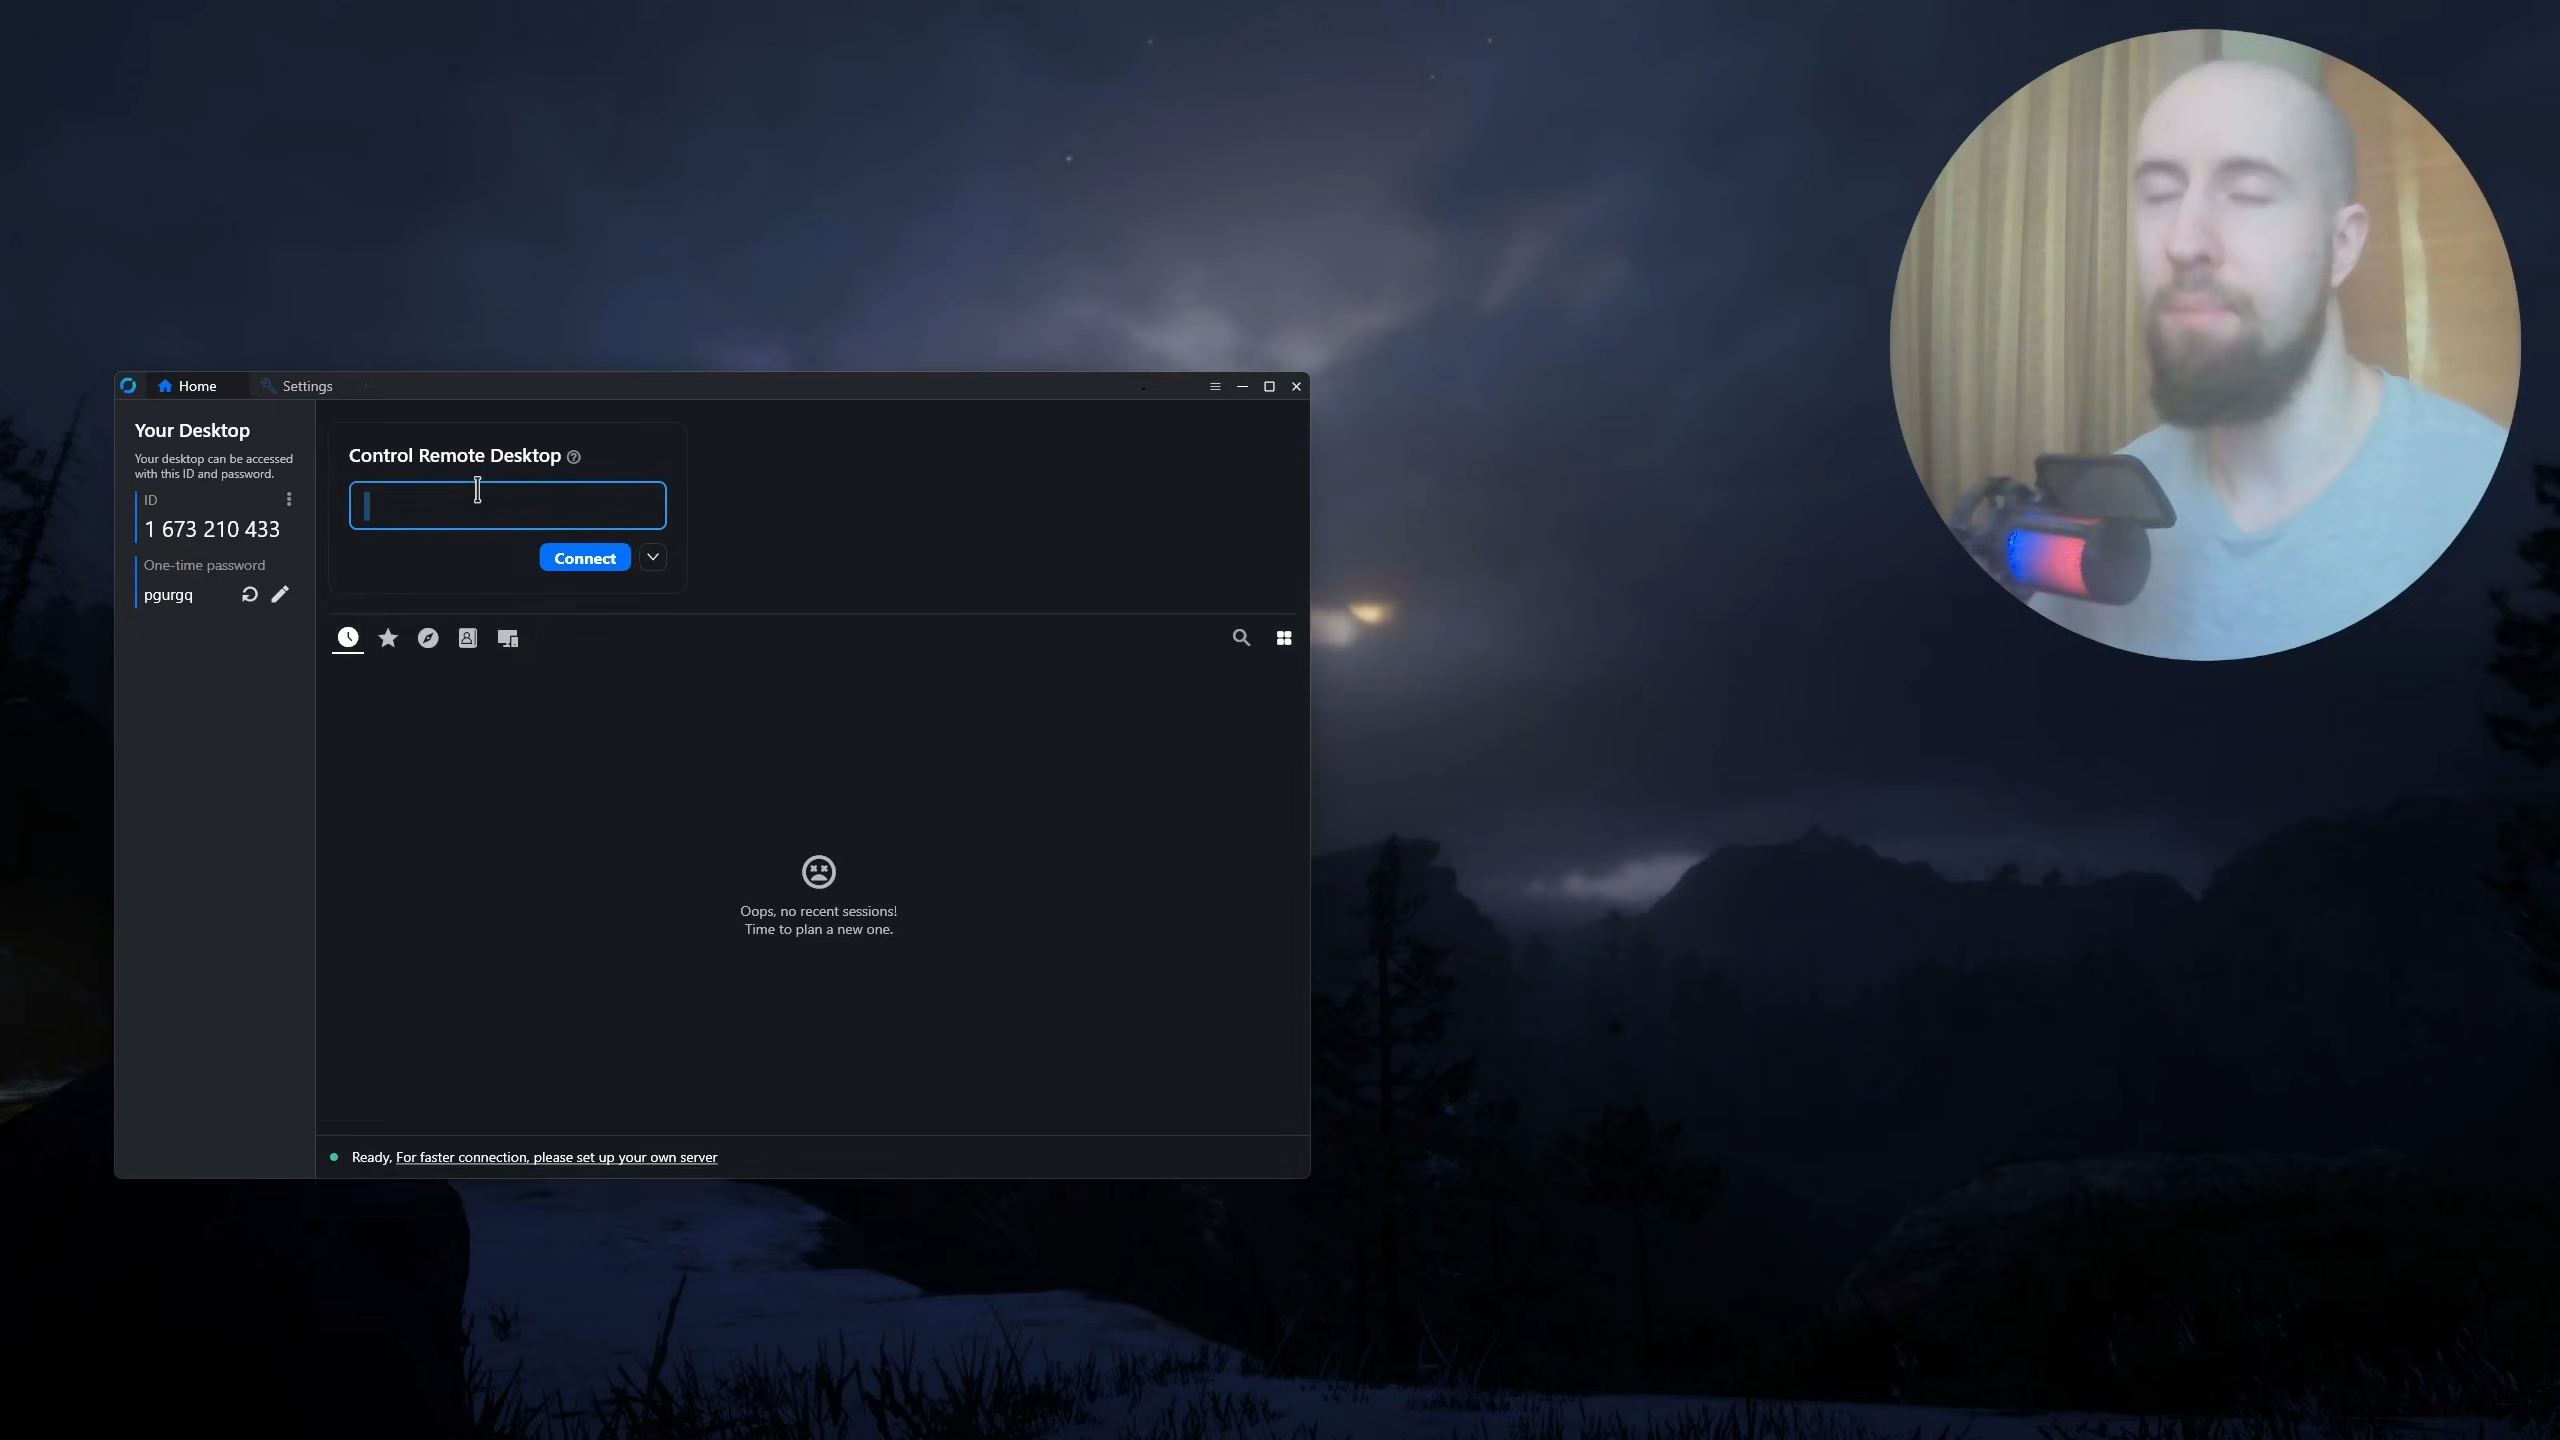 Home
Settings
Your Desktop
Your desktop can be accessed
with this ID and password.
ID
1 673 210 433
One-time password
pgurgq
Control Remote Desktop
Connect
Oops, no recent sessions!
Time to plan a new one.
Ready, For faster connection, please set up your own server